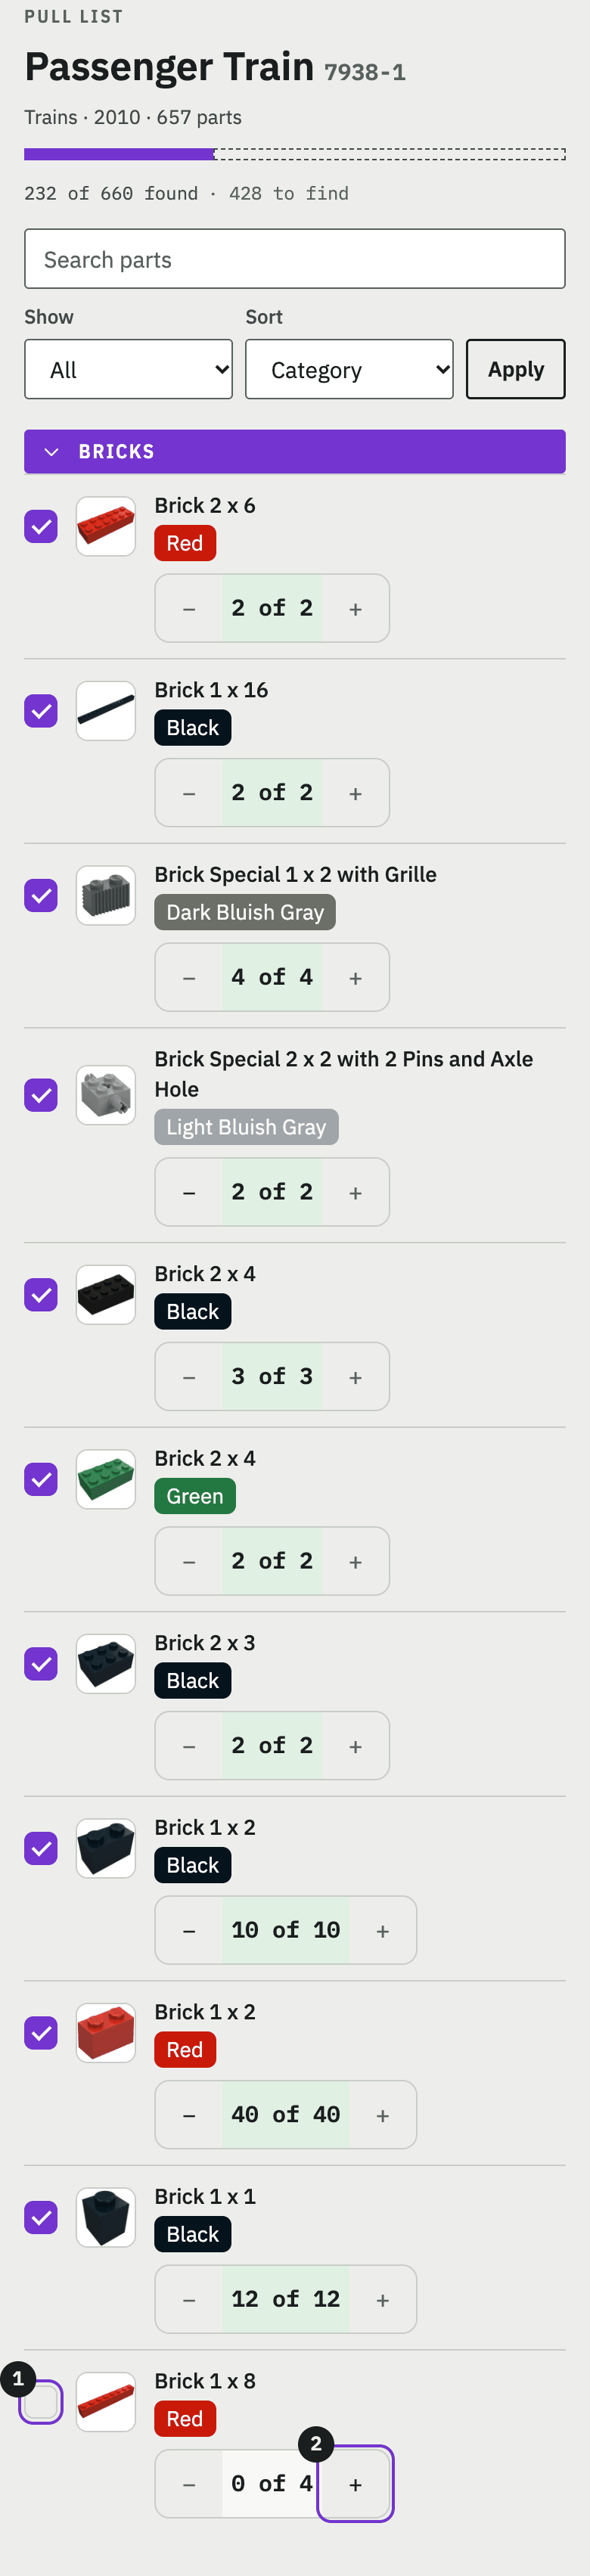 PULL LIST
Passenger Train 7938-1
Trains · 2010 · 657 parts
232 of 660 found · 428 to find
Search parts
Show Sort
All Category Apply
BRICKS
Brick 2 x 6
Red
− 2 of 2 +
Brick 1 x 16
Black
− 2 of 2 +
Brick Special 1 x 2 with Grille
Dark Bluish Gray
− 4 of 4 +
Brick Special 2 x 2 with 2 Pins and Axle
Hole
Light Bluish Gray
− 2 of 2 +
Brick 2 x 4
Black
− 3 of 3 +
Brick 2 x 4
Green
− 2 of 2 +
Brick 2 x 3
Black
− 2 of 2 +
Brick 1 x 2
Black
− 10 of 10 +
Brick 1 x 2
Red
− 40 of 40 +
Brick 1 x 1
Black
− 12 of 12 +
1
Brick 1 x 8
Red
2
− 0 of 4 +